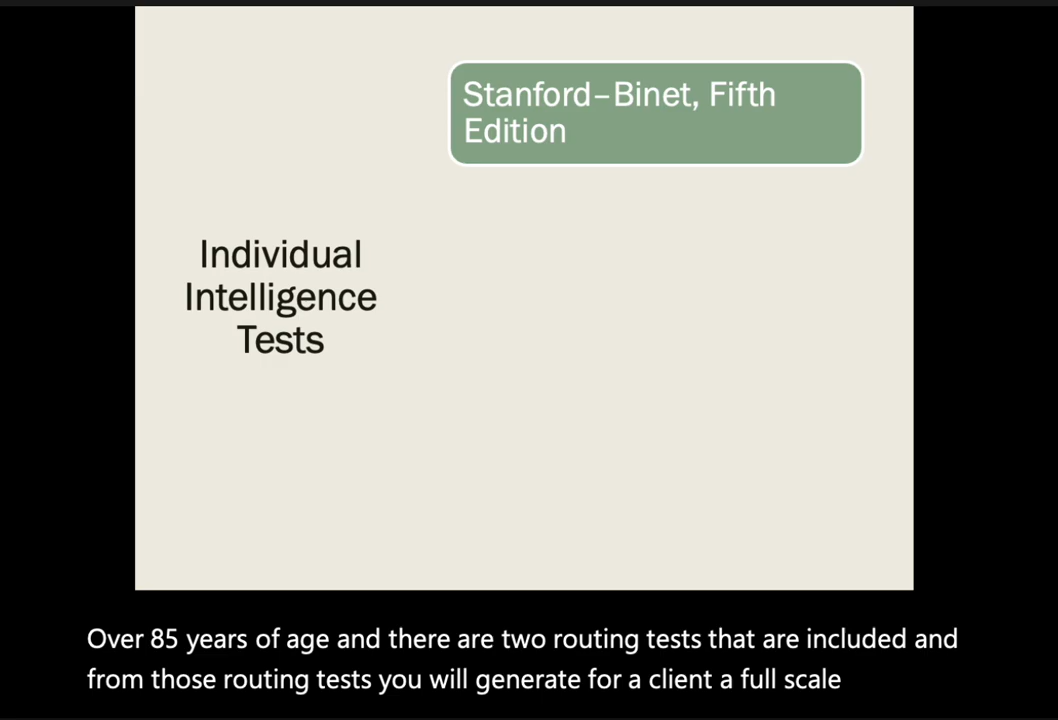 Stanford–Binet, Fifth
Edition
Individual
Intelligence
Tests
Over 85 years of age and there are two routing tests that are included and
from those routing tests you will generate for a client a full scale